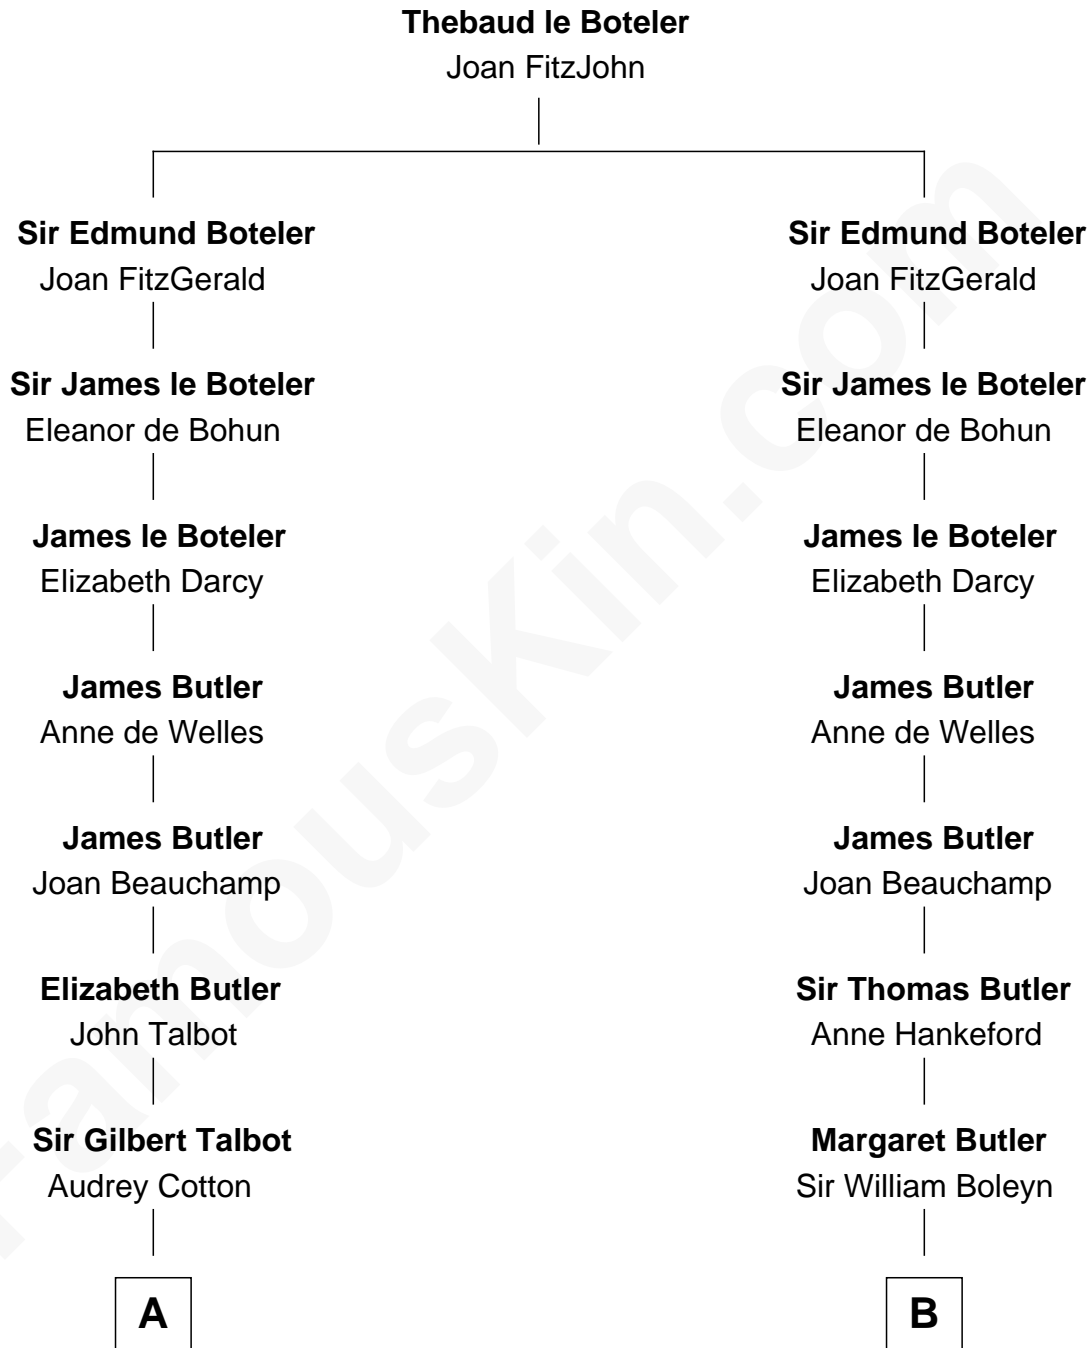 Thebaud le Boteler
Joan FitzJohn
Sir Edmund Boteler
Joan FitzGerald
Sir James le Boteler
Eleanor de Bohun
James le Boteler
Elizabeth Darcy
James Butler
Anne de Welles
James Butler
Joan Beauchamp
Elizabeth Butler
John Talbot
Sir Gilbert Talbot
Audrey Cotton
A
Sir Edmund Boteler
Joan FitzGerald
Sir James le Boteler
Eleanor de Bohun
James le Boteler
Elizabeth Darcy
James Butler
Anne de Welles
James Butler
Joan Beauchamp
Sir Thomas Butler
Anne Hankeford
Margaret Butler
Sir William Boleyn
B
FamousKin.com